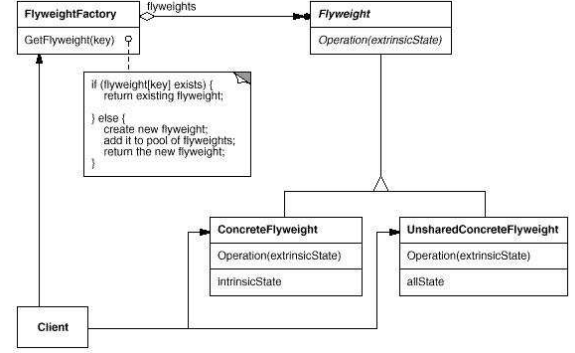 FlyweightFactory
flyweights
Flyweight
GetFlyweight(key)
Operation(extrinsicState)
if (flyweight[key] exists) {
return existing flyweight;
} else {
create new flyweight;
add it to pool of flyweights;
return the new flyweight;
}
ConcreteFlyweight
Operation(extrinsicState)
intrinsicState
UnsharedConcreteFlyweight
Operation(extrinsicState)
allState
Client